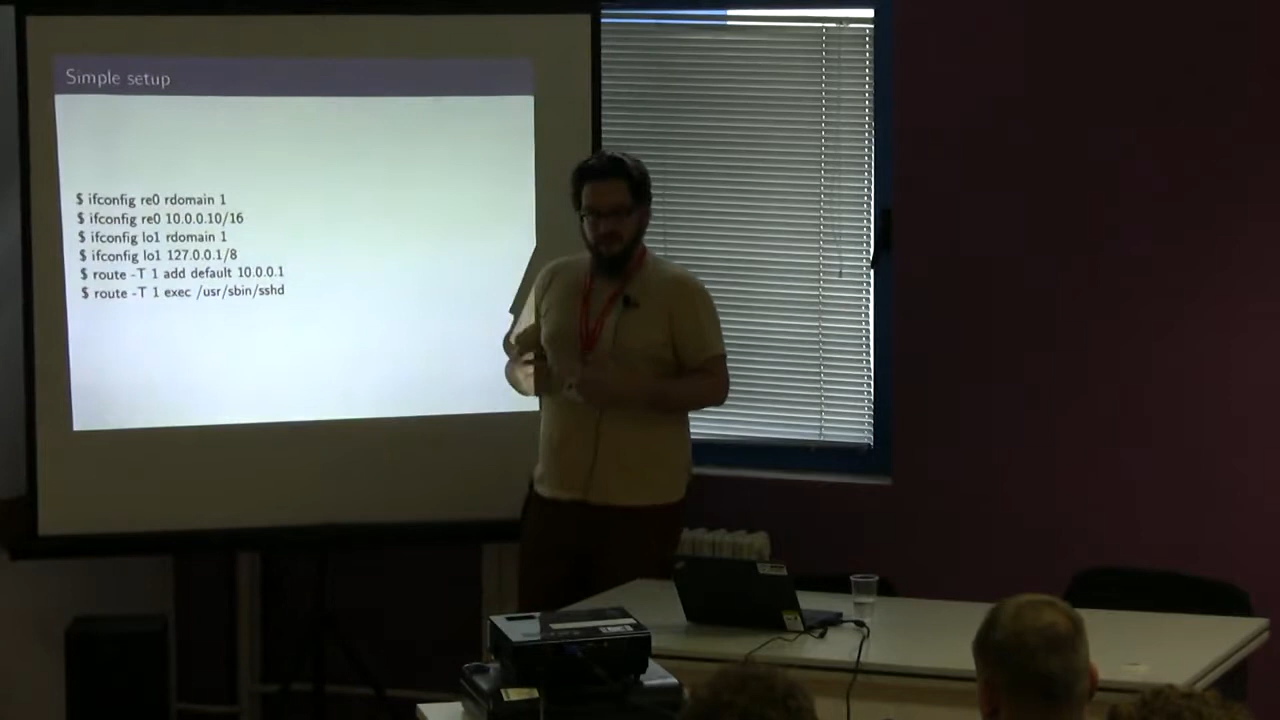 Simple setup
$ ifconfig re0 rdomain 1
$ ifconfig re0 10.0.0.10/16
$ ifconfig lo1 rdomain 1
$ ifconfig lo1 127.0.0.1/8
$ route -T 1 add default 10.0.0.1
$ route -T 1 exec /usr/sbin/sshd